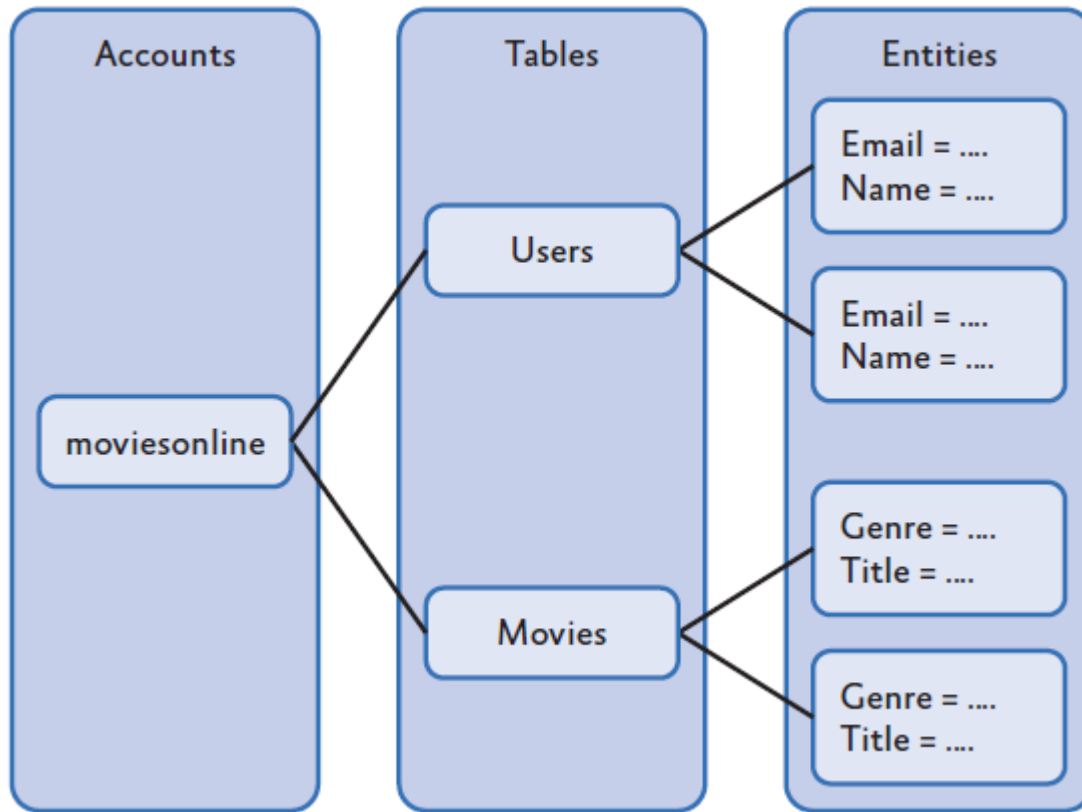 Accounts
Tables
Entities
moviesonline
Users
Movies
Email = ....
Name = ....
Email = ....
Name = ....
Genre = ....
Title = ....
Genre = ....
Title = ....